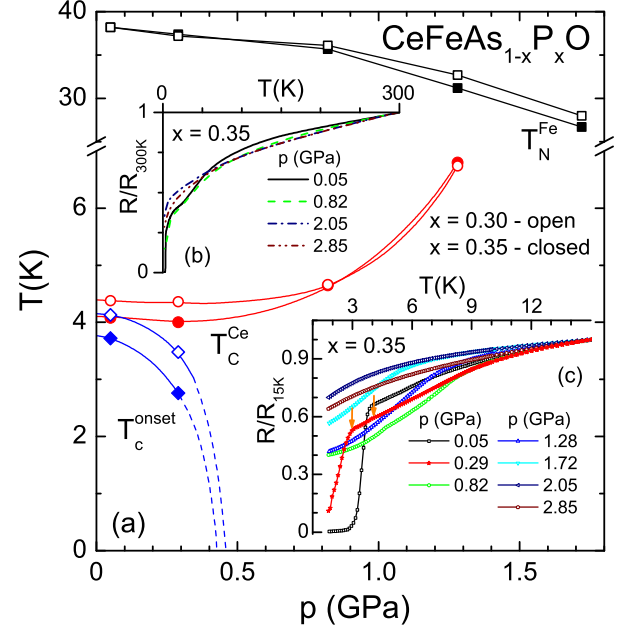 CeFeAs1-xPxO
40
30
6
4
2
0
T(K)
0.0
0.5
1.0
1.5
p (GPa)
TNFe
x = 0.30 - open
x = 0.35 - closed
TCCe
Tconset
(a)
0
T(K)
300
1
0
R/R300K
x = 0.35
p (GPa)
0.05
0.82
2.05
2.85
(b)
T(K)
3
6
9
12
0.9
0.6
0.3
0
R/R15K
x = 0.35
(c)
p (GPa)
0.05
0.29
0.82
p (GPa)
1.28
1.72
2.05
2.85